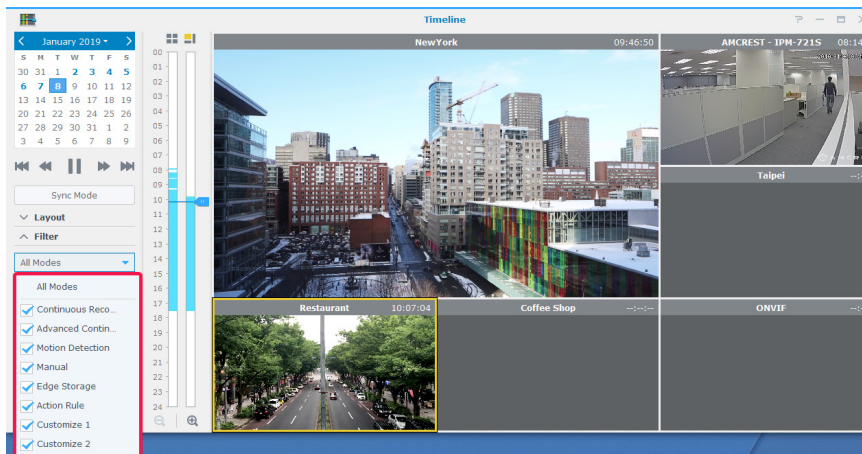 Timeline
January 2019
S M T W T F S
30 31 1 2 3 4 5
6 7 8 9 10 11 12
13 14 15 16 17 18 19
20 21 22 23 24 25 26
27 28 29 30 31 1 2
3 4 5 6 7 8 9
Sync Mode
Layout
Filter
All Modes
All Modes
Continuous Reco...
Advanced Contin...
Motion Detection
Manual
Edge Storage
Action Rule
Customize 1
Customize 2
00
01
02
03
04
05
06
07
08
09
10
11
12
13
14
15
16
17
18
19
20
21
22
23
24
NewYork 09:46:50
AMCREST - IPM-721S 08:14
Taipei --:
Restaurant 10:07:04
Coffee Shop --:--:--
ONVIF --: